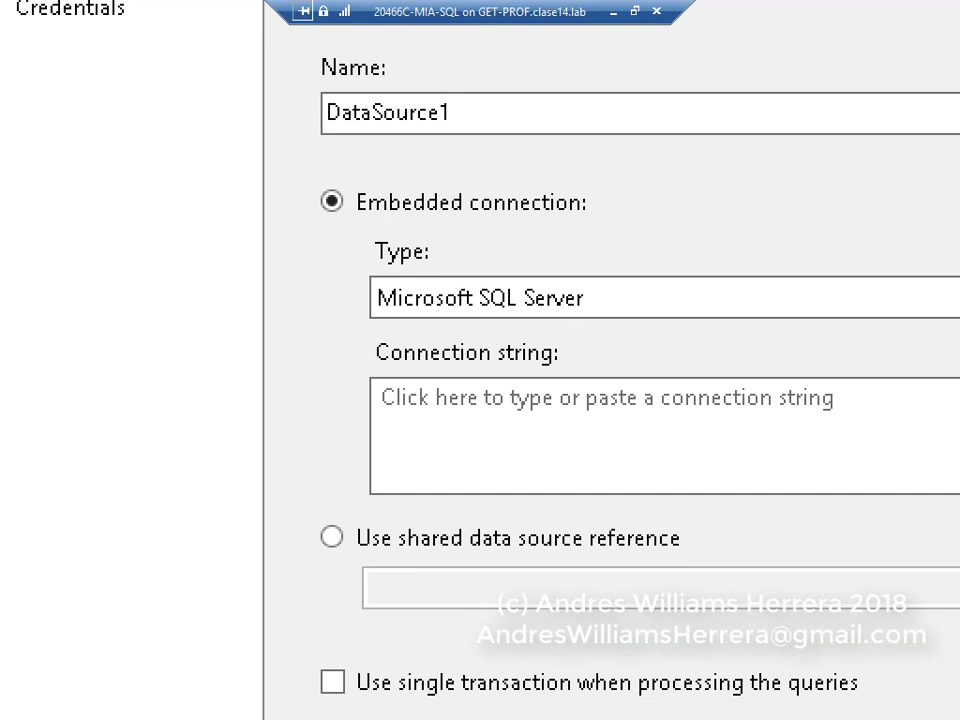 Credentials
20466C-MIA-SQL on GET-PROF.clase14.lab
Name:
DataSource1
Embedded connection:
Type:
Microsoft SQL Server
Connection string:
Click here to type or paste a connection string
Use shared data source reference
(c) Andres Williams Herrera 2018
AndresWilliamsHerrera@gmail.com
Use single transaction when processing the queries